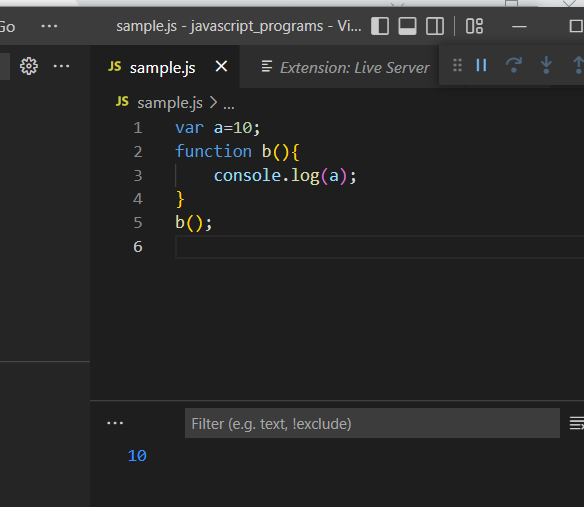 Go ··· sample.js - javascript_programs - Vi...
··· JS sample.js Extension: Live Server
JS sample.js > ...
1 var a=10;
2 function b(){
3 console.log(a);
4 }
5 b();
6
··· Filter (e.g. text, !exclude)
10